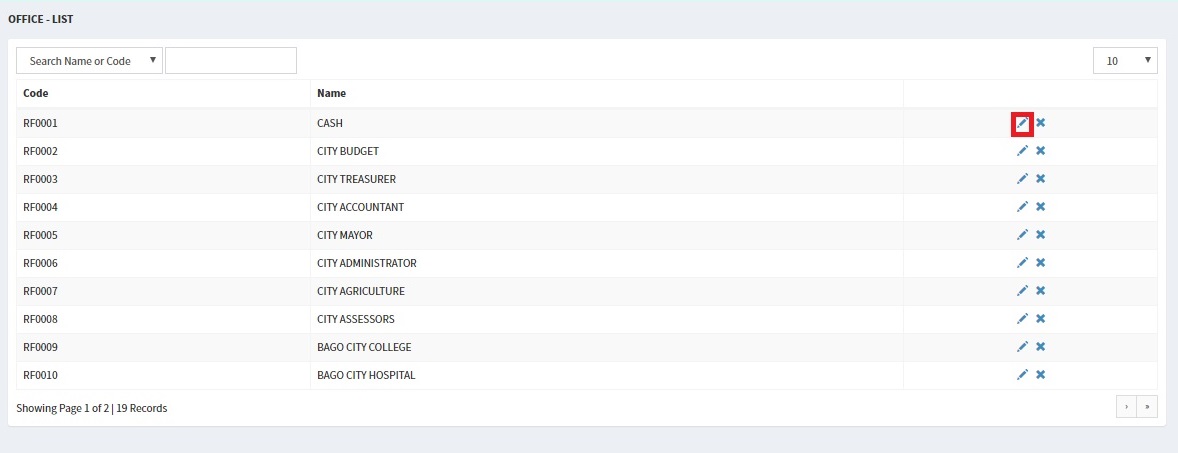 OFFICE - LIST
Search Name or Code 10
Code Name
RF0001 CASH
RF0002 CITY BUDGET
RF0003 CITY TREASURER
RF0004 CITY ACCOUNTANT
RF0005 CITY MAYOR
RF0006 CITY ADMINISTRATOR
RF0007 CITY AGRICULTURE
RF0008 CITY ASSESSORS
RF0009 BAGO CITY COLLEGE
RF0010 BAGO CITY HOSPITAL
Showing Page 1 of 2 | 19 Records › »